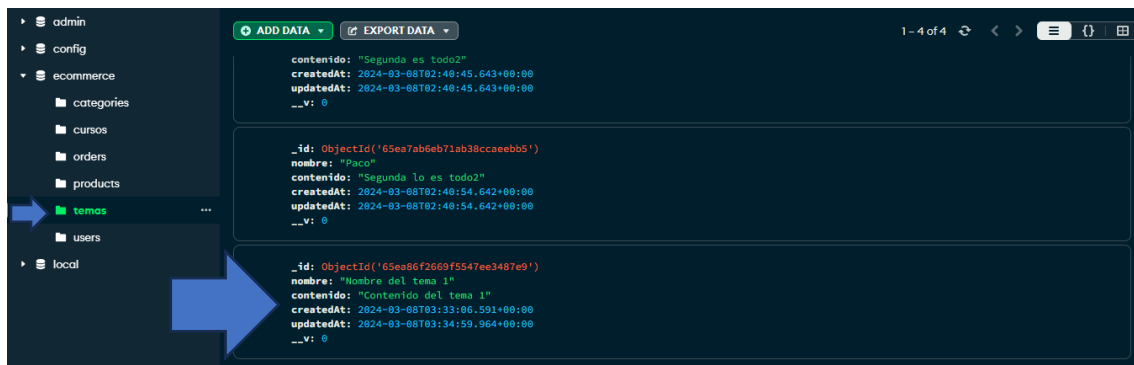 admin
config
ecommerce
categories
cursos
orders
products
temas
users
local
ADD DATA
EXPORT DATA
1 – 4 of 4
contenido: "Segunda es todo2"
createdAt: 2024-03-08T02:40:45.643+00:00
updatedAt: 2024-03-08T02:40:45.643+00:00
__v: 0
_id: ObjectId('65ea7ab6eb71ab38ccaeebb5')
nombre: "Paco"
contenido: "Segunda lo es todo2"
createdAt: 2024-03-08T02:40:54.642+00:00
updatedAt: 2024-03-08T02:40:54.642+00:00
__v: 0
_id: ObjectId('65ea86f2669f5547ee3487e9')
nombre: "Nombre del tema 1"
contenido: "Contenido del tema 1"
createdAt: 2024-03-08T03:33:06.591+00:00
updatedAt: 2024-03-08T03:34:59.964+00:00
__v: 0